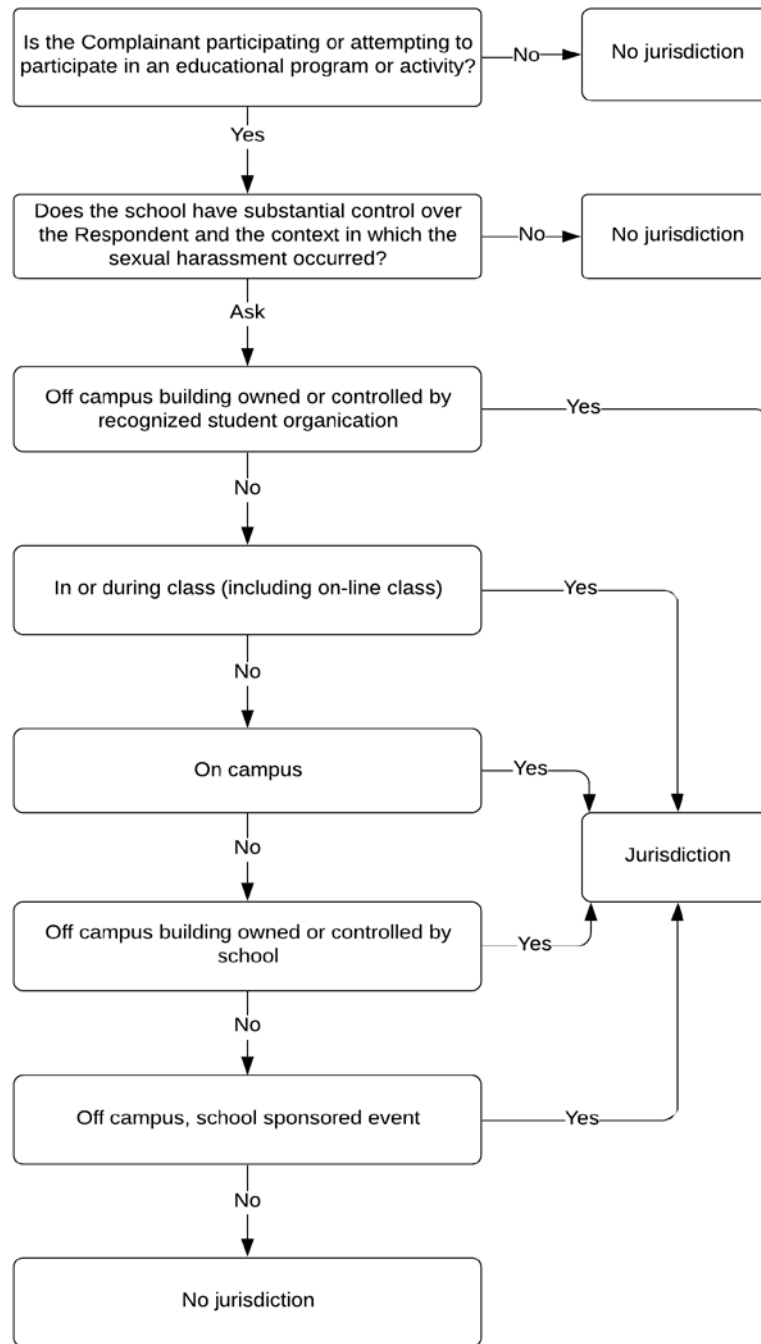 Is the Complainant participating or attempting to
participate in an educational program or activity?
No
No jurisdiction
Yes
Does the school have substantial control over
the Respondent and the context in which the
sexual harassment occurred?
No
No jurisdiction
Ask
Off campus building owned or controlled by
recognized student organication
Yes
No
In or during class (including on-line class)
Yes
No
On campus
Yes
No
Jurisdiction
Off campus building owned or controlled by
school
Yes
No
Off campus, school sponsored event
Yes
No
No jurisdiction